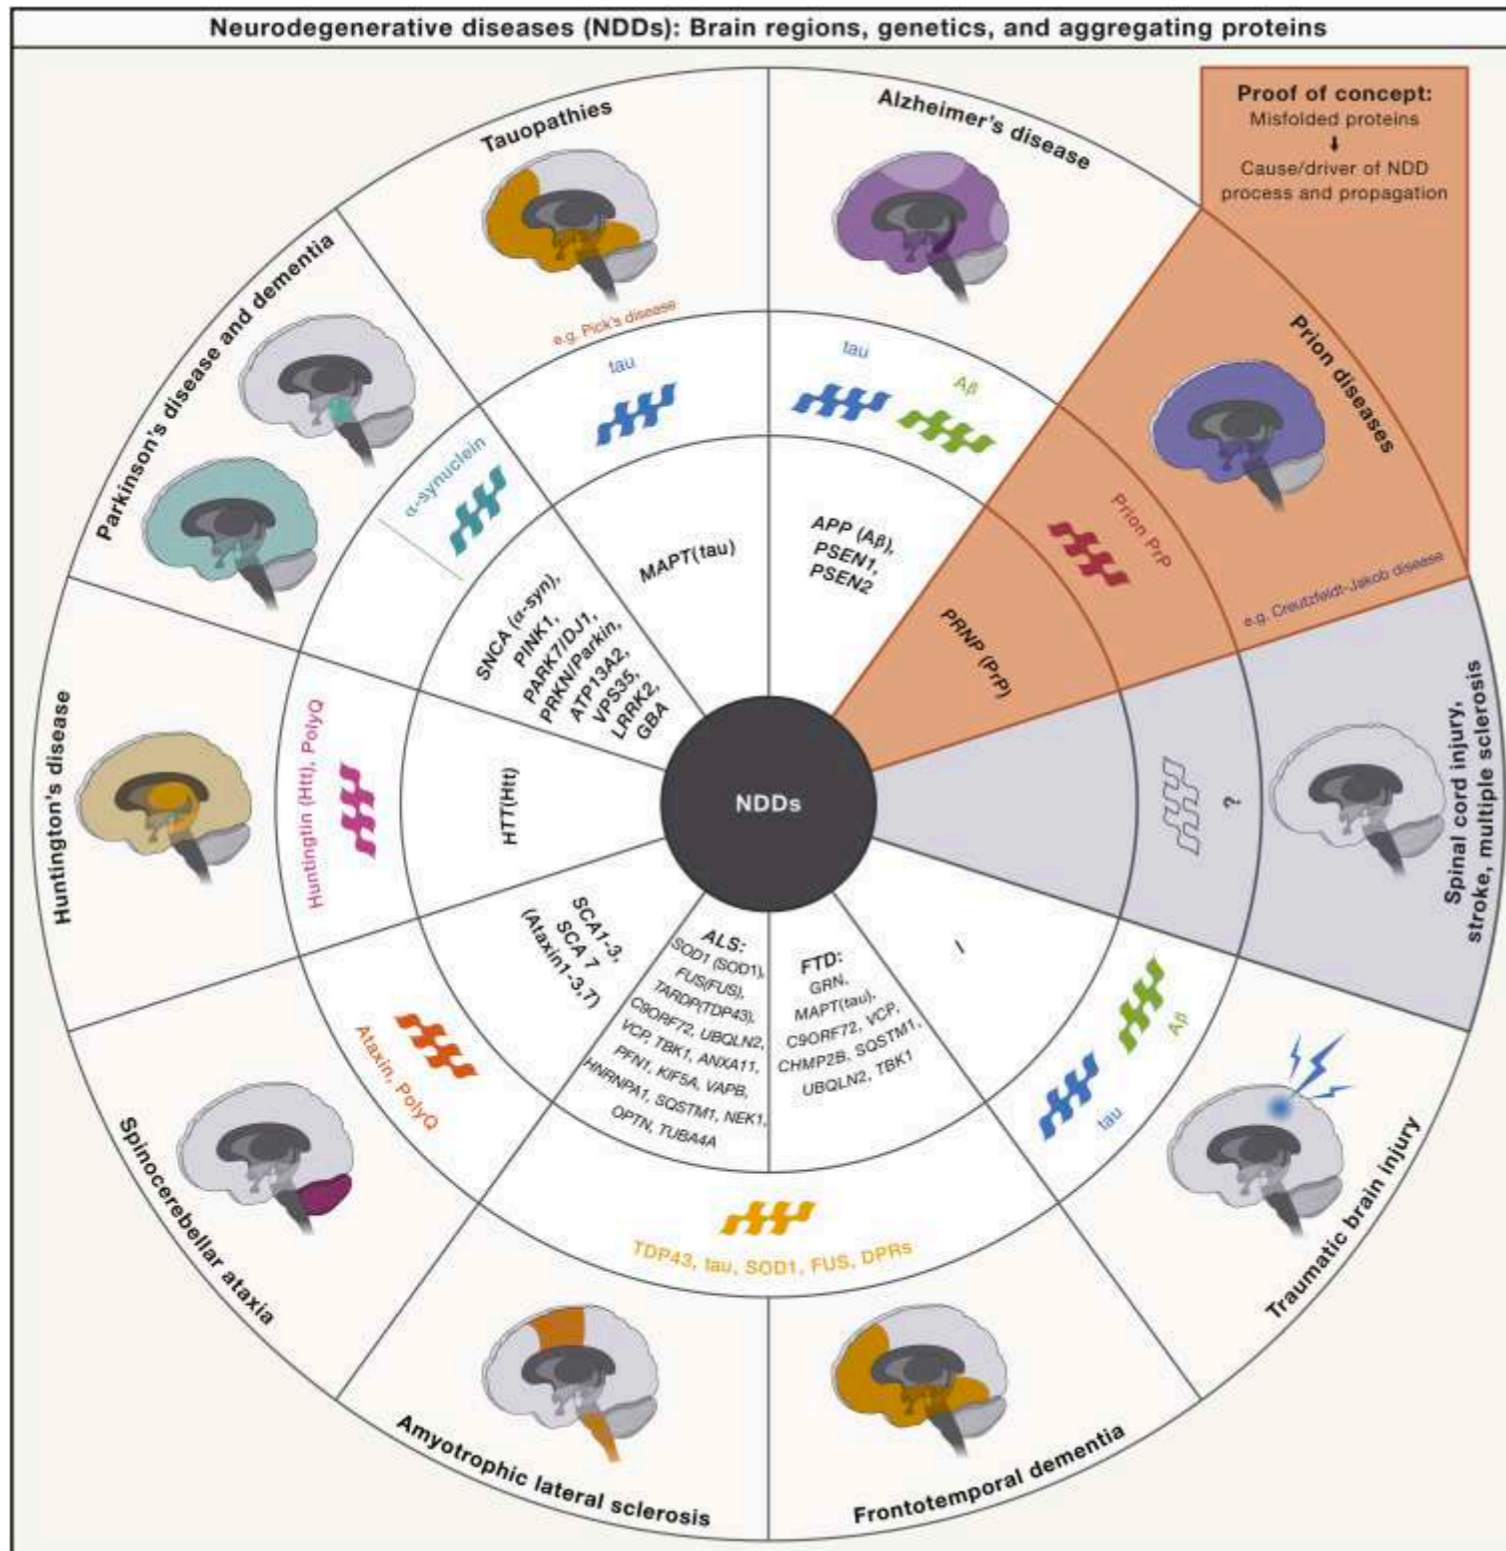 Neurodegenerative diseases (NDDs): Brain regions, genetics, and aggregating proteins
Proof of concept:
Misfolded proteins
Cause/driver of NDD
process and propagation
Alzheimer's disease
tau
Aβ
APP (Aβ),
PSEN1,
PSEN2
Prion diseases
e.g. Creutzfeldt-Jakob disease
Prion PrP
PRNP (PrP)
Spinal cord injury,
stroke, multiple sclerosis
?
Traumatic brain injury
Aβ
tau
/
Frontotemporal dementia
FTD:
GRN,
MAPT(tau),
C9ORF72, VCP,
CHMP2B, SQSTM1,
UBQLN2, TBK1
TDP43, tau, SOD1, FUS, DPRs
Amyotrophic lateral sclerosis
ALS:
SOD1 (SOD1),
FUS(FUS),
TARDP(TDP43),
C9ORF72, UBQLN2,
VCP, TBK1, ANXA11,
PFN1, KIF5A, VAPB,
HNRNPA1, SQSTM1, NEK1,
OPTN, TUBA4A
Spinocerebellar ataxia
Ataxin, PolyQ
SCA1-3,
SCA 7
(Ataxin1-3,7)
Huntington's disease
Huntingtin (Htt), PolyQ
HTT(Htt)
Parkinson's disease and dementia
α-synuclein
SNCA (α-syn),
PINK1,
PARK7/DJ1,
PRKN/Parkin,
ATP13A2,
VPS35,
LRRK2,
GBA
Tauopathies
e.g. Pick's disease
tau
MAPT(tau)
NDDs